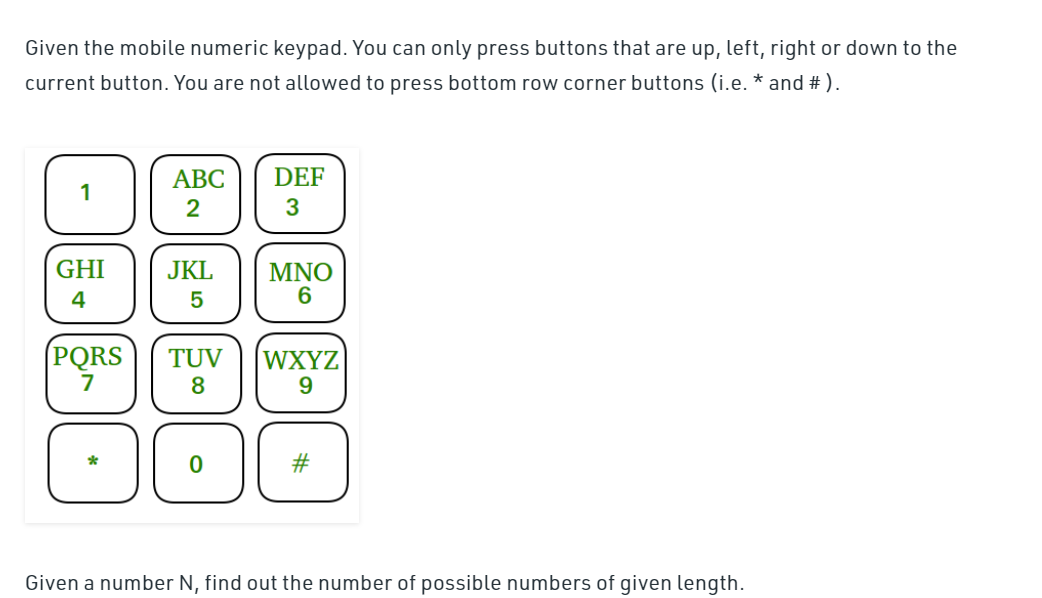 Given the mobile numeric keypad. You can only press buttons that are up, left, right or down to the
current button. You are not allowed to press bottom row corner buttons (i.e. * and # ).
1 ABC DEF
2 3
GHI JKL MNO
4 5 6
PQRS TUV WXYZ
7 8 9
* 0 #
Given a number N, find out the number of possible numbers of given length.